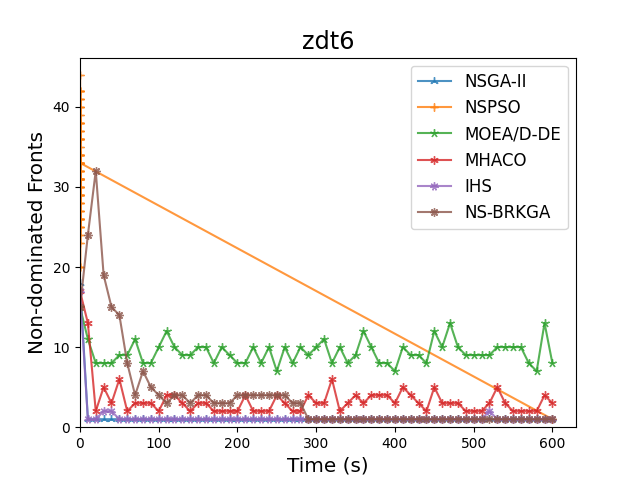 zdt6
Non-dominated Fronts
40
30
20
10
0
NSGA-II
NSPSO
MOEA/D-DE
MHACO
IHS
NS-BRKGA
0 100 200 300 400 500 600
Time (s)